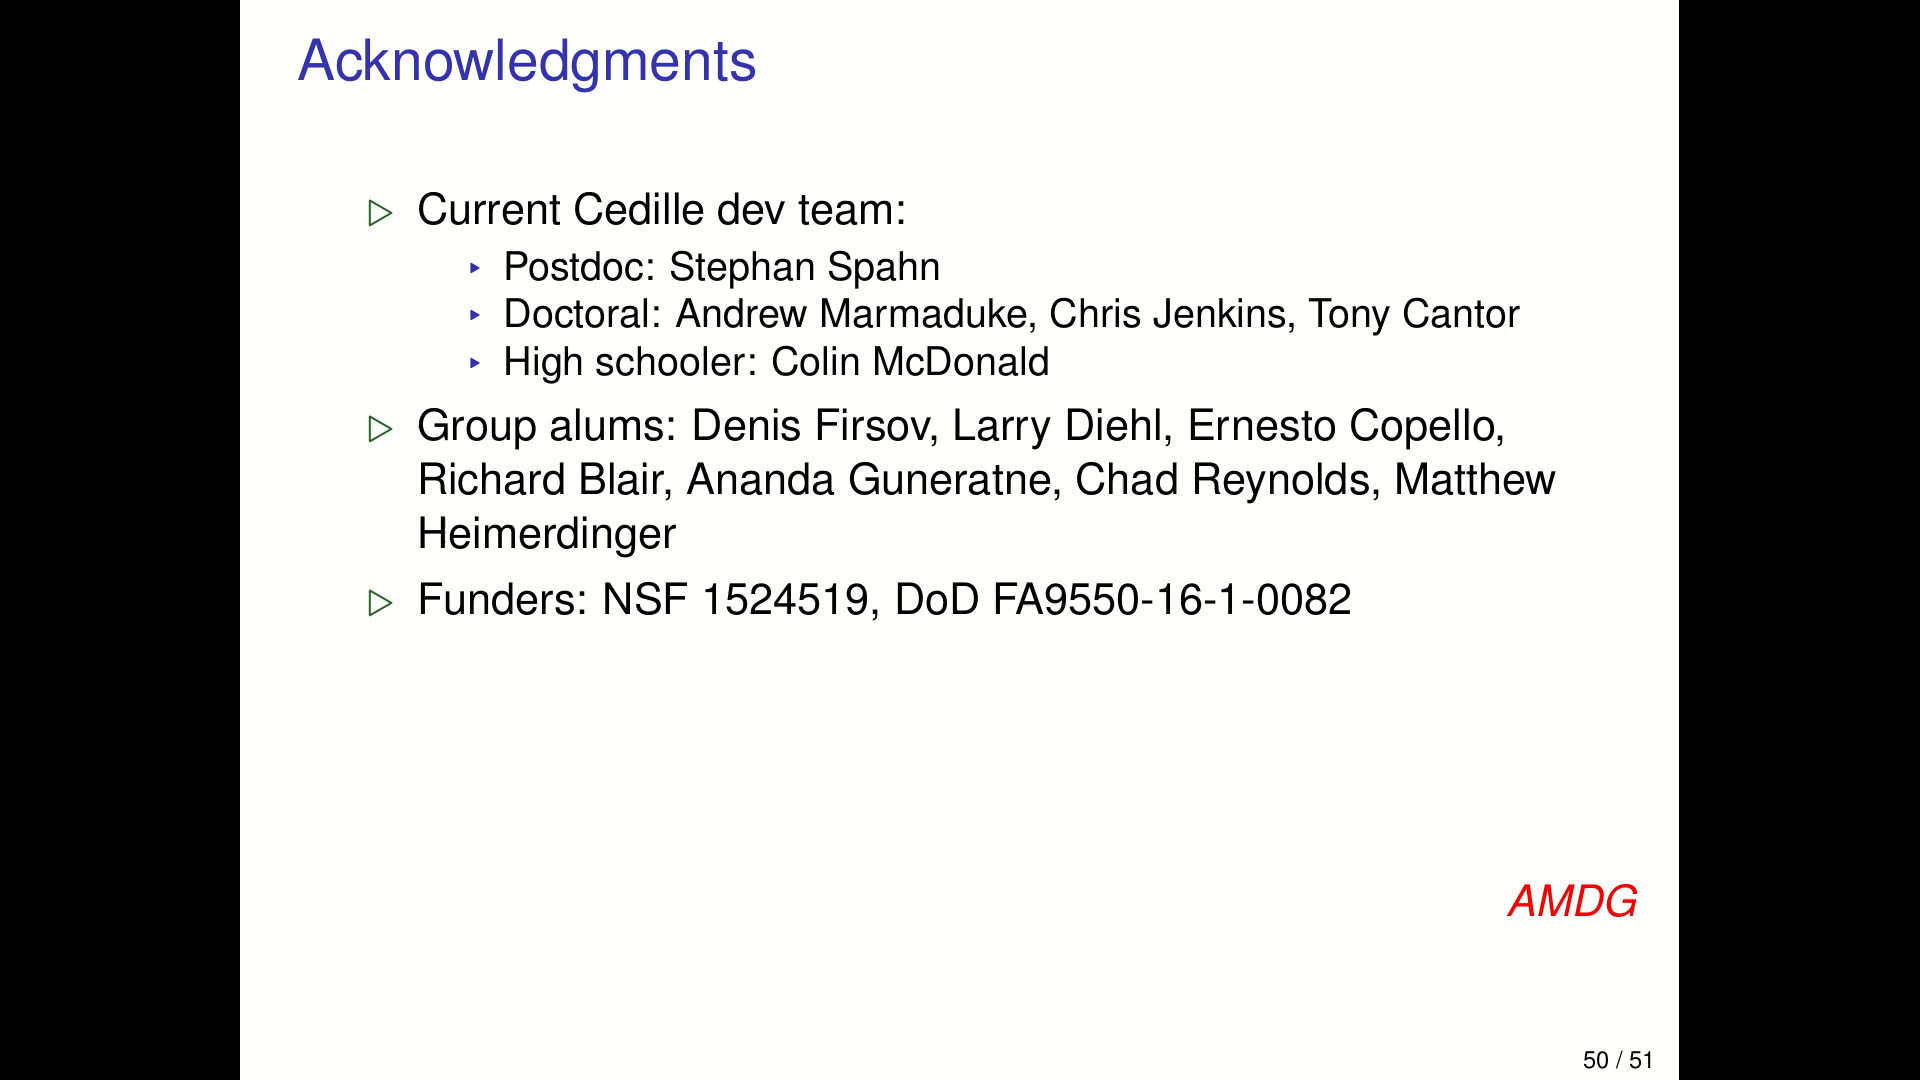 Acknowledgments
Current Cedille dev team:
Postdoc: Stephan Spahn
Doctoral: Andrew Marmaduke, Chris Jenkins, Tony Cantor
High schooler: Colin McDonald
Group alums: Denis Firsov, Larry Diehl, Ernesto Copello,
Richard Blair, Ananda Guneratne, Chad Reynolds, Matthew
Heimerdinger
Funders: NSF 1524519, DoD FA9550-16-1-0082
AMDG
50 / 51